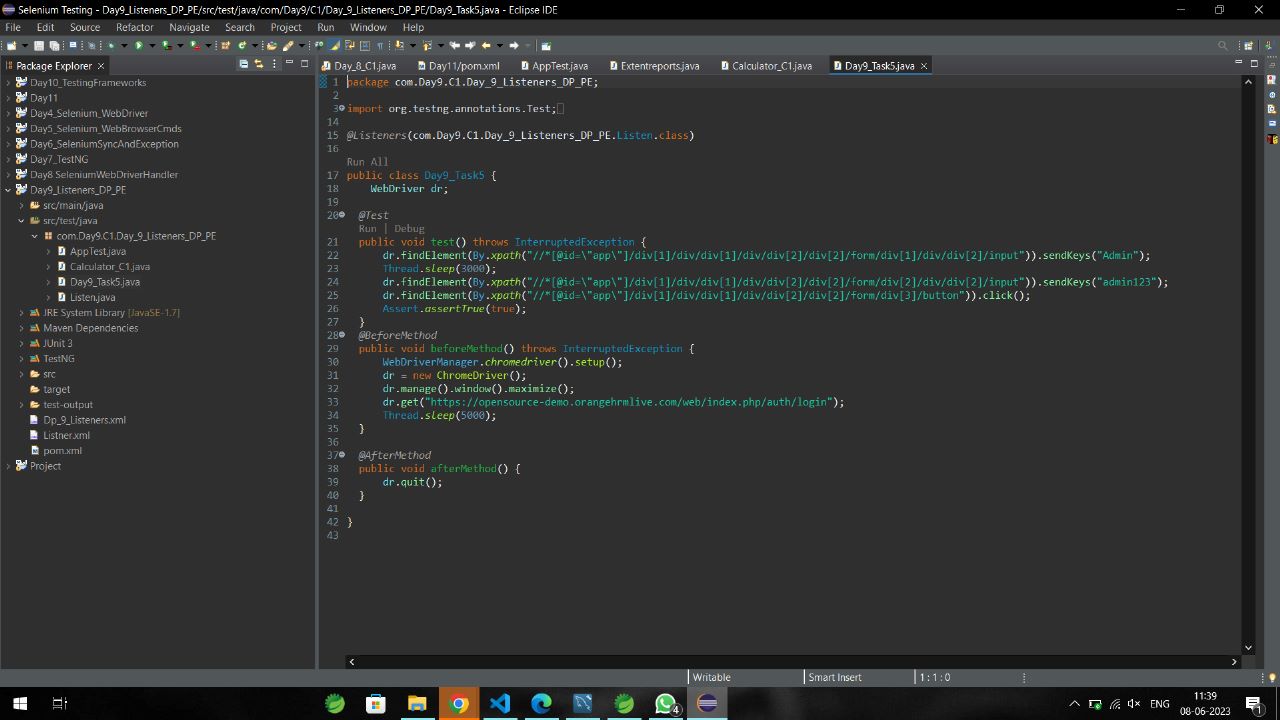 Selenium Testing - Day9_Listeners_DP_PE/src/test/java/com/Day9/C1/Day_9_Listeners_DP_PE/Day9_Task5.java - Eclipse IDE
File Edit Source Refactor Navigate Search Project Run Window Help
Package Explorer
Day10_TestingFrameworks
Day11
Day4_Selenium_WebDriver
Day5_Selenium_WebBrowserCmds
Day6_SeleniumSyncAndException
Day7_TestNG
Day8 SeleniumWebDriverHandler
Day9_Listeners_DP_PE
src/main/java
src/test/java
com.Day9.C1.Day_9_Listeners_DP_PE
AppTest.java
Calculator_C1.java
Day9_Task5.java
Listen.java
JRE System Library [JavaSE-1.7]
Maven Dependencies
JUnit 3
TestNG
src
target
test-output
Dp_9_Listeners.xml
Listner.xml
pom.xml
Project
Day_8_C1.java Day11/pom.xml AppTest.java Extentreports.java Calculator_C1.java Day9_Task5.java
1 package com.Day9.C1.Day_9_Listeners_DP_PE;
2
3 import org.testng.annotations.Test;
14
15 @Listeners(com.Day9.C1.Day_9_Listeners_DP_PE.Listen.class)
16
Run All
17 public class Day9_Task5 {
18 WebDriver dr;
19
20 @Test
Run | Debug
21 public void test() throws InterruptedException {
22 dr.findElement(By.xpath("//*[@id=\"app\"]/div[1]/div/div[1]/div/div[2]/div[2]/form/div[1]/div/div[2]/input")).sendKeys("Admin");
23 Thread.sleep(3000);
24 dr.findElement(By.xpath("//*[@id=\"app\"]/div[1]/div/div[1]/div/div[2]/div[2]/form/div[2]/div/div[2]/input")).sendKeys("admin123");
25 dr.findElement(By.xpath("//*[@id=\"app\"]/div[1]/div/div[1]/div/div[2]/div[2]/form/div[3]/button")).click();
26 Assert.assertTrue(true);
27 }
28 @BeforeMethod
29 public void beforeMethod() throws InterruptedException {
30 WebDriverManager.chromedriver().setup();
31 dr = new ChromeDriver();
32 dr.manage().window().maximize();
33 dr.get("https://opensource-demo.orangehrmlive.com/web/index.php/auth/login");
34 Thread.sleep(5000);
35 }
36
37 @AfterMethod
38 public void afterMethod() {
39 dr.quit();
40 }
41
42 }
43
Writable Smart Insert 1 : 1 : 0
4
ENG
11:39
08-06-2023
1